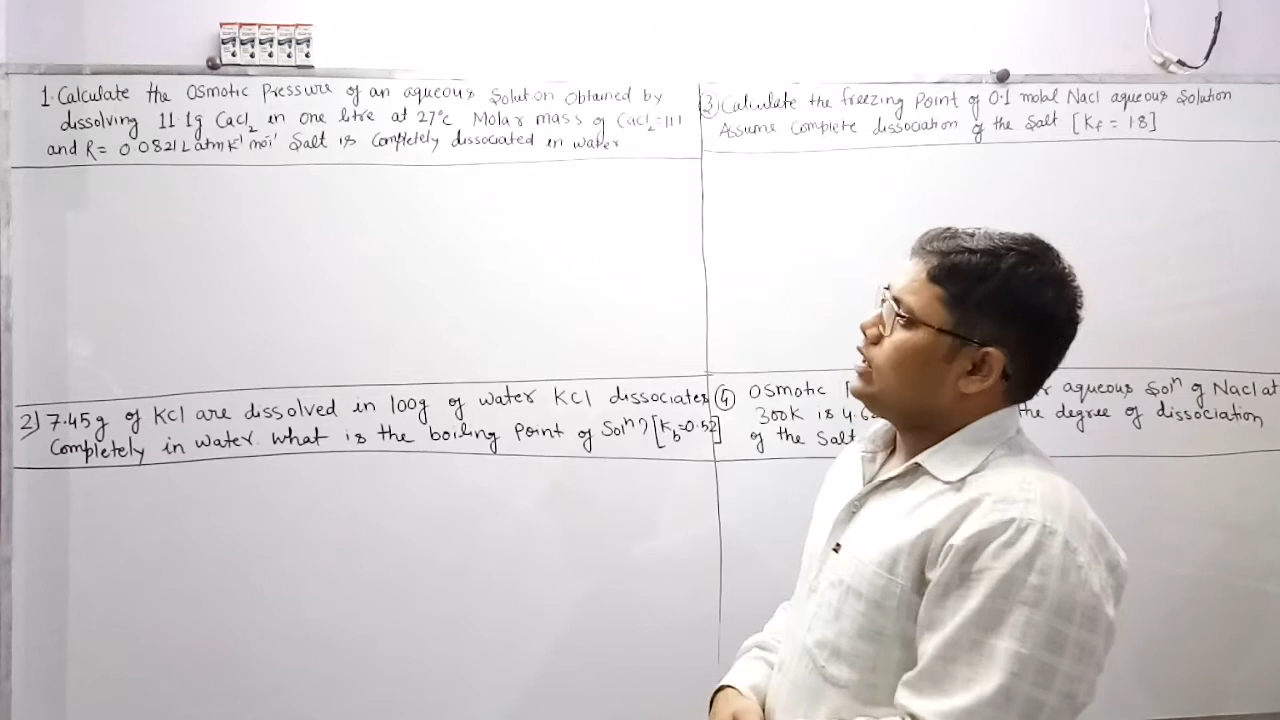 1. Calculate the Osmotic Pressure of an aqueous Solution Obtained by
dissolving 11.1g CaCl2 in one litre at 27°C Molar mass of CaCl2=111
and R= 0.0821 L atm K⁻¹ mol⁻¹ Salt is Completely dissociated in water
2) 7.45g of KCl are dissolved in 100g of water KCl dissociates
Completely in water. what is the boiling Point of Solⁿ? [Kb=0.52]
③ Calculate the freezing Point of 0.1 molal NaCl aqueous Solution
Assume Complete dissociation of the Salt [Kf = 1.8]
④ Osmotic aqueous Solⁿ of NaCl at
300K is 4.6 the degree of dissociation
of the Salt